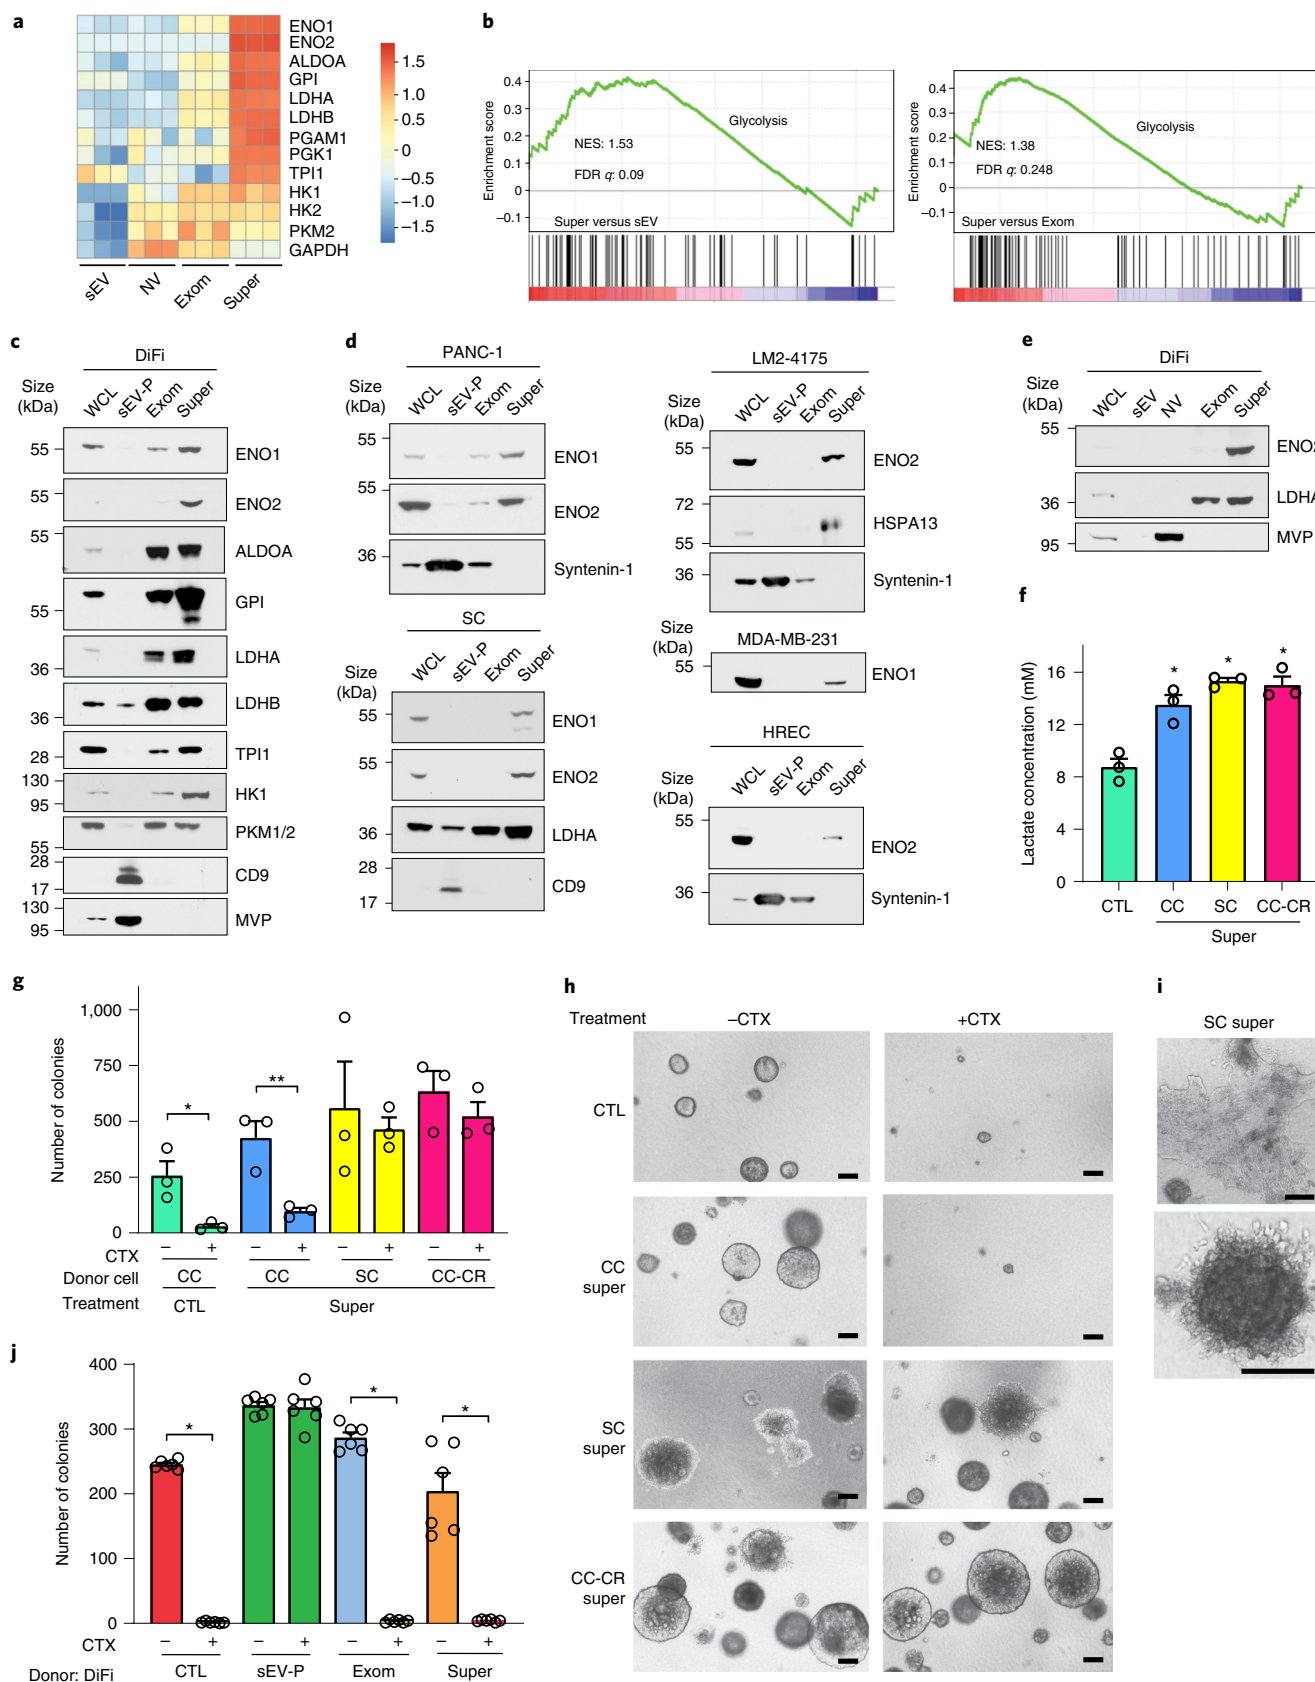 a
ENO1
ENO2
ALDOA
GPI
LDHA
LDHB
PGAM1
PGK1
TPI1
HK1
HK2
PKM2
GAPDH
1.5
1.0
0.5
0
–0.5
–1.0
–1.5
sEV
NV
Exom
Super
b
Enrichment score
0.4
0.3
0.2
0.1
0
–0.1
Glycolysis
NES: 1.53
FDR q: 0.09
Super versus sEV
Enrichment score
0.4
0.3
0.2
0.1
0
–0.1
Glycolysis
NES: 1.38
FDR q: 0.248
Super versus Exom
c
DiFi
Size
(kDa)
WCL
sEV-P
Exom
Super
55
ENO1
55
ENO2
ALDOA
55
GPI
36
LDHA
36
LDHB
28
TPI1
130
95
HK1
55
PKM1/2
28
17
CD9
130
95
MVP
d
PANC-1
Size
(kDa)
WCL
sEV-P
Exom
Super
55
ENO1
55
ENO2
36
Syntenin-1
SC
Size
(kDa)
WCL
sEV-P
Exom
Super
55
ENO1
55
ENO2
36
LDHA
28
17
CD9
LM2-4175
Size
(kDa)
WCL
sEV-P
Exom
Super
55
ENO2
72
55
HSPA13
36
Syntenin-1
Size
(kDa)
MDA-MB-231
55
ENO1
HREC
Size
(kDa)
WCL
sEV-P
Exom
Super
55
ENO2
36
Syntenin-1
e
DiFi
Size
(kDa)
WCL
sEV
NV
Exom
Super
55
ENO2
36
LDHA
95
MVP
f
Lactate concentration (mM)
16
12
8
4
0
*
*
*
CTL
CC
SC
CC-CR
Super
g
Number of colonies
1,000
750
500
250
0
*
**
CTX
– + – + – + – +
Donor cell
CC
CC
SC
CC-CR
Treatment
CTL
Super
h
Treatment
–CTX
+CTX
CTL
CC
super
SC
super
CC-CR
super
i
SC super
j
Number of colonies
400
300
200
100
0
*
*
*
CTX
– + – + – + – +
Donor: DiFi
CTL
sEV-P
Exom
Super